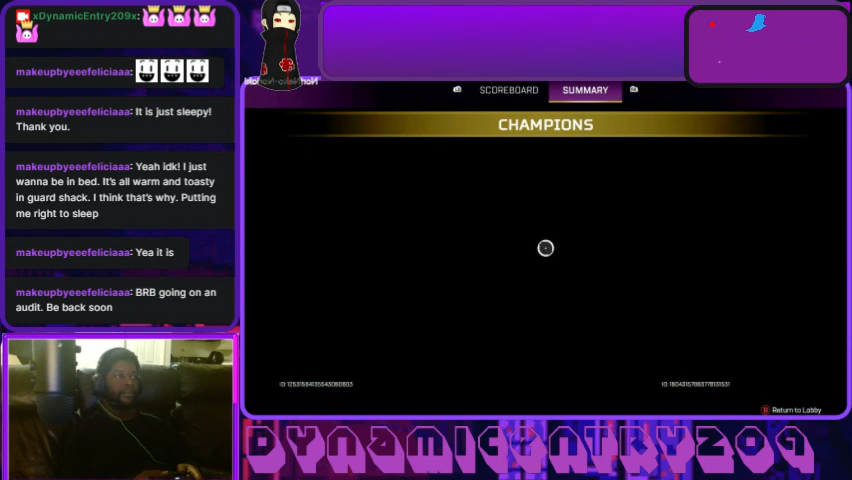 xDynamicEntry209x:
makeupbyeeefeliciaaa:
makeupbyeeefeliciaaa: It is just sleepy!
Thank you.
makeupbyeeefeliciaaa: Yeah idk! I just
wanna be in bed. It's all warm and toasty
in guard shack. I think that's why. Putting
me right to sleep
makeupbyeeefeliciaaa: Yea it is
makeupbyeeefeliciaaa: BRB going on an
audit. Be back soon
SCOREBOARD
SUMMARY
CHAMPIONS
B Return to Lobby